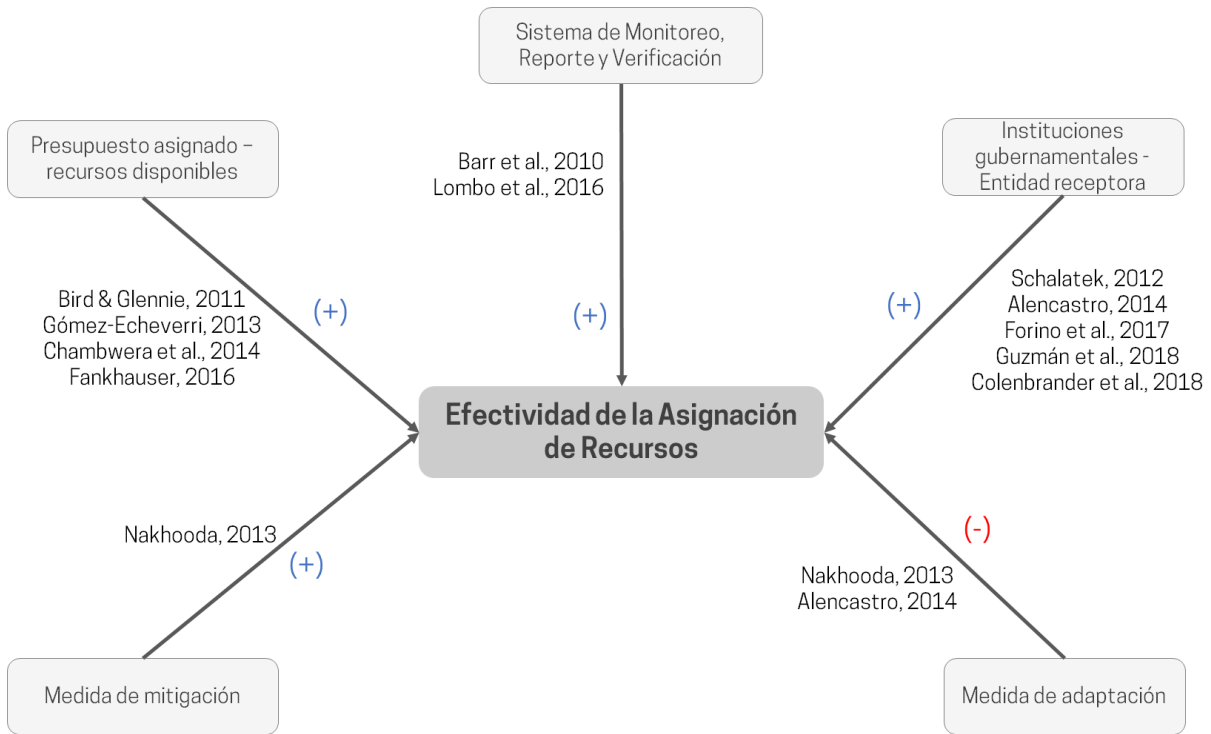 Sistema de Monitoreo,
Reporte y Verificación
Presupuesto asignado –
recursos disponibles
Instituciones
gubernamentales -
Entidad receptora
Barr et al., 2010
Lombo et al., 2016
Bird & Glennie, 2011
Gómez-Echeverri, 2013
Chambwera et al., 2014
Fankhauser, 2016
(+)
(+)
(+)
Schalatek, 2012
Alencastro, 2014
Forino et al., 2017
Guzmán et al., 2018
Colenbrander et al., 2018
Efectividad de la Asignación
de Recursos
Nakhooda, 2013
(+)
(-)
Nakhooda, 2013
Alencastro, 2014
Medida de mitigación
Medida de adaptación